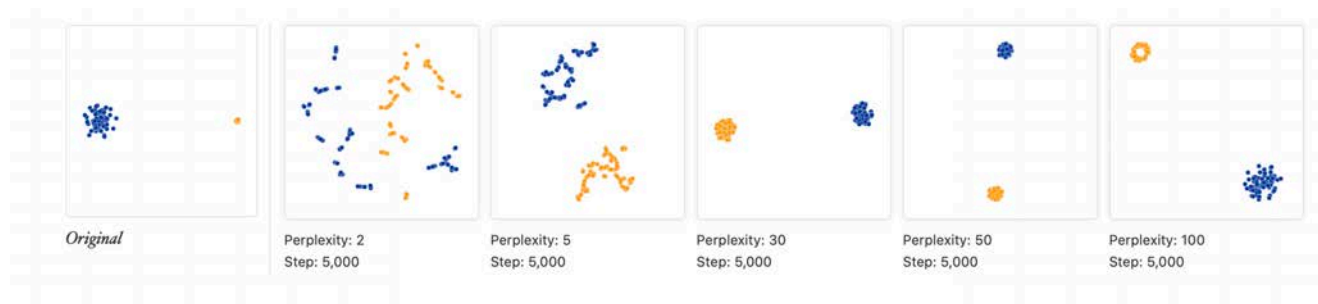 Original
Perplexity: 2
Step: 5,000
Perplexity: 5
Step: 5,000
Perplexity: 30
Step: 5,000
Perplexity: 50
Step: 5,000
Perplexity: 100
Step: 5,000